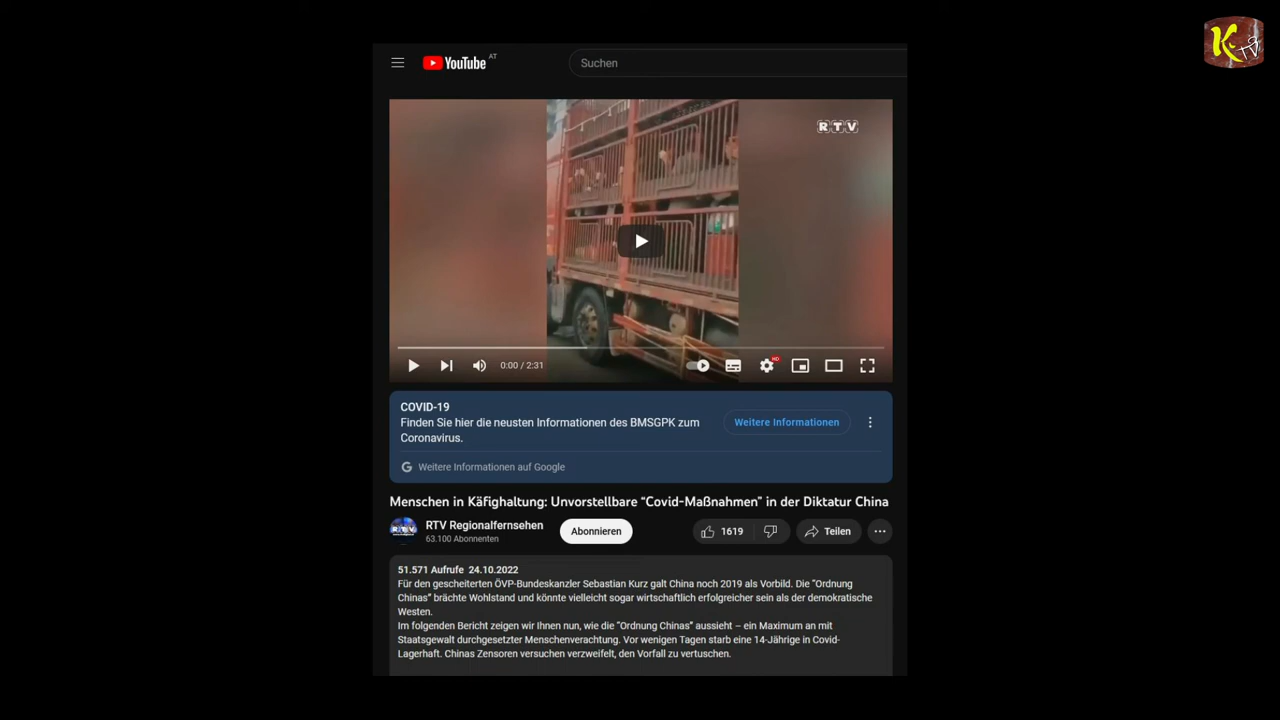 K TV
YouTube AT
Suchen
RTV
0:00 / 2:31
HD
COVID-19
Finden Sie hier die neusten Informationen des BMSGPK zum
Coronavirus.
Weitere Informationen
Weitere Informationen auf Google
Menschen in Käfighaltung: Unvorstellbare “Covid-Maßnahmen” in der Diktatur China
RTV
RTV Regionalfernsehen
63.100 Abonnenten
Abonnieren
1619
Teilen
51.571 Aufrufe 24.10.2022
Für den gescheiterten ÖVP-Bundeskanzler Sebastian Kurz galt China noch 2019 als Vorbild. Die “Ordnung
Chinas” brächte Wohlstand und könnte vielleicht sogar wirtschaftlich erfolgreicher sein als der demokratische
Westen.
Im folgenden Bericht zeigen wir Ihnen nun, wie die “Ordnung Chinas” aussieht – ein Maximum an mit
Staatsgewalt durchgesetzter Menschenverachtung. Vor wenigen Tagen starb eine 14-Jährige in Covid-
Lagerhaft. Chinas Zensoren versuchen verzweifelt, den Vorfall zu vertuschen.